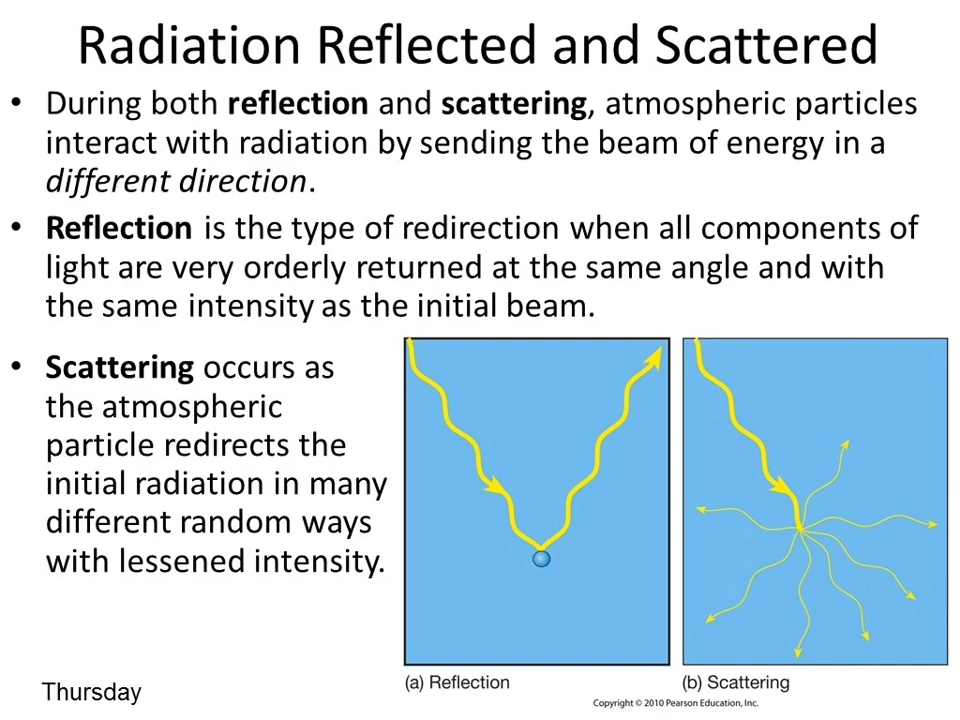 Radiation Reflected and Scattered
• During both reflection and scattering, atmospheric particles
interact with radiation by sending the beam of energy in a
different direction.
• Reflection is the type of redirection when all components of
light are very orderly returned at the same angle and with
the same intensity as the initial beam.
• Scattering occurs as
the atmospheric
particle redirects the
initial radiation in many
different random ways
with lessened intensity.
(a) Reflection
(b) Scattering
Copyright © 2010 Pearson Education, Inc.
Thursday